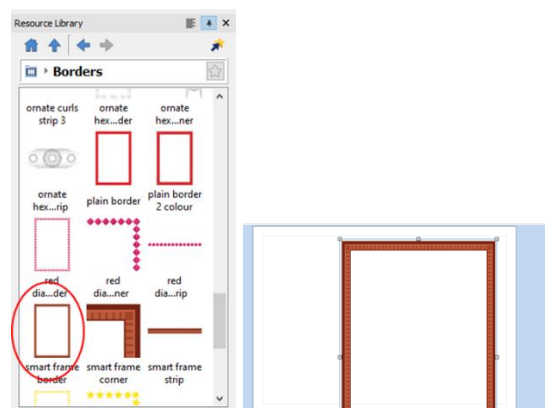 Resource Library
Borders
ornate curls ornate ornate
strip 3 hex...der hex...ner
ornate plain border plain border
hex...rip 2 colour
red red red
dia...der dia...ner dia...rip
smart frame smart frame smart frame
border corner strip